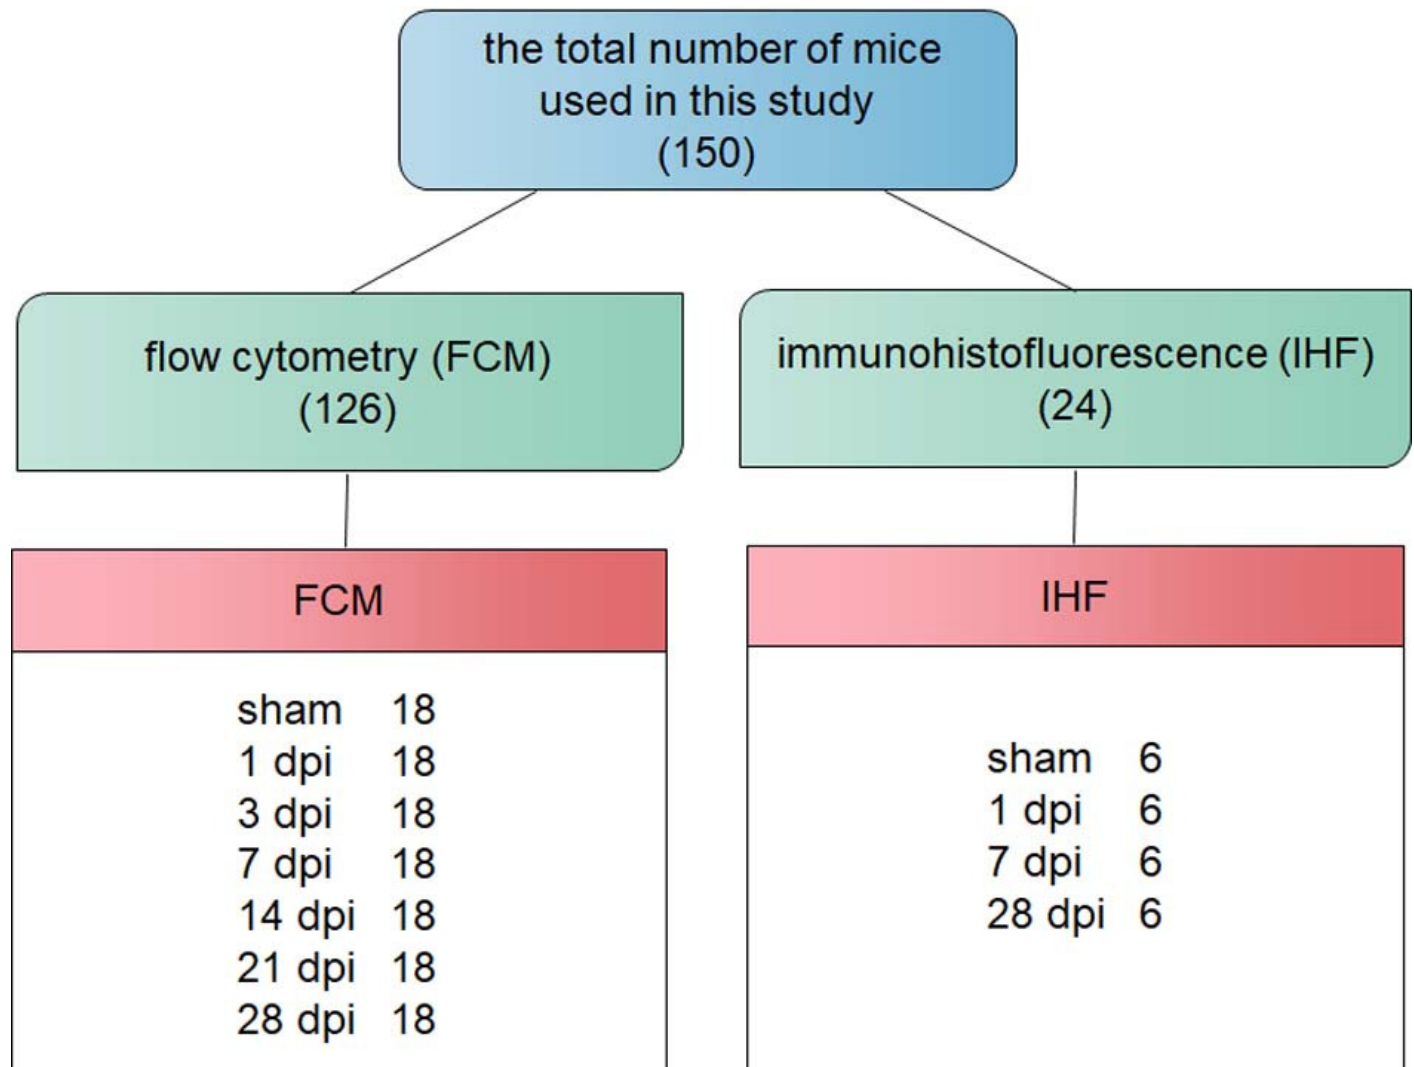 the total number of mice
used in this study
(150)
flow cytometry (FCM)
(126)
immunohistofluorescence (IHF)
(24)
FCM
sham 18
1 dpi 18
3 dpi 18
7 dpi 18
14 dpi 18
21 dpi 18
28 dpi 18
IHF
sham 6
1 dpi 6
7 dpi 6
28 dpi 6